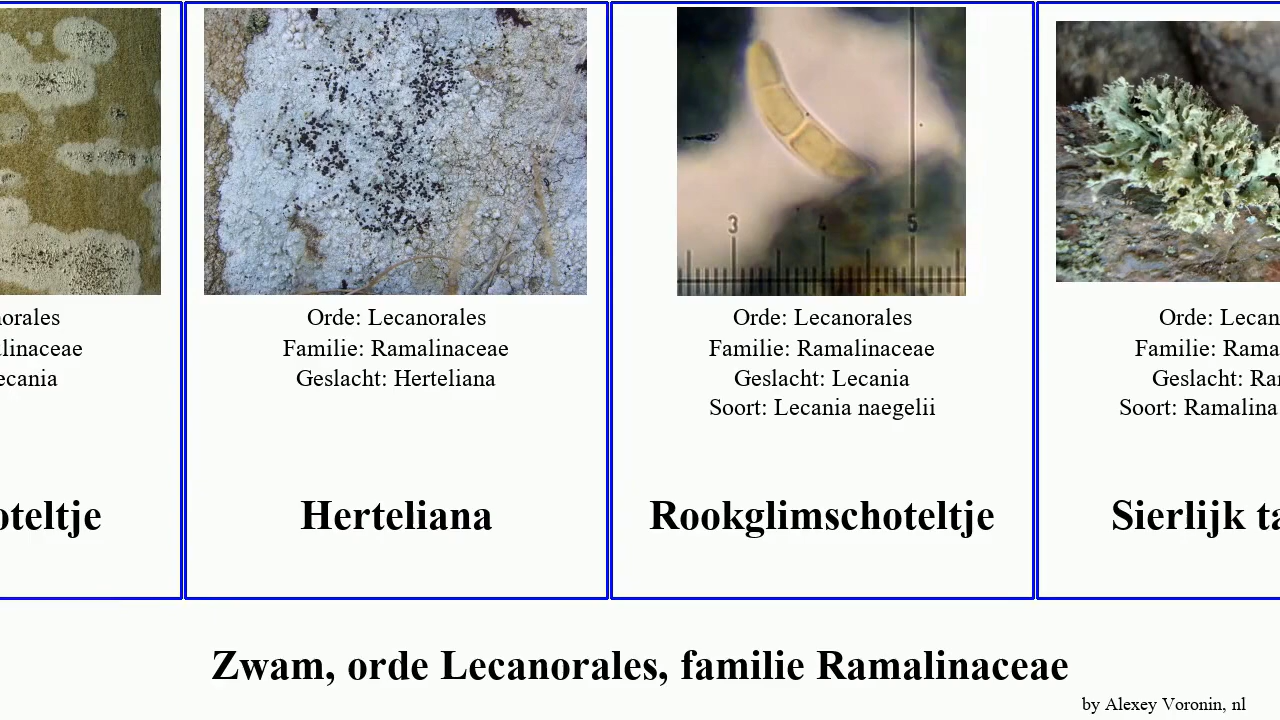 norales
linaceae
ecania
oteltje
Orde: Lecanorales
Familie: Ramalinaceae
Geslacht: Herteliana
Herteliana
3 4 5
Orde: Lecanorales
Familie: Ramalinaceae
Geslacht: Lecania
Soort: Lecania naegelii
Rookglimschoteltje
Orde: Lecan
Familie: Rama
Geslacht: Ra
Soort: Ramalina
Sierlijk ta
Zwam, orde Lecanorales, familie Ramalinaceae
by Alexey Voronin, nl